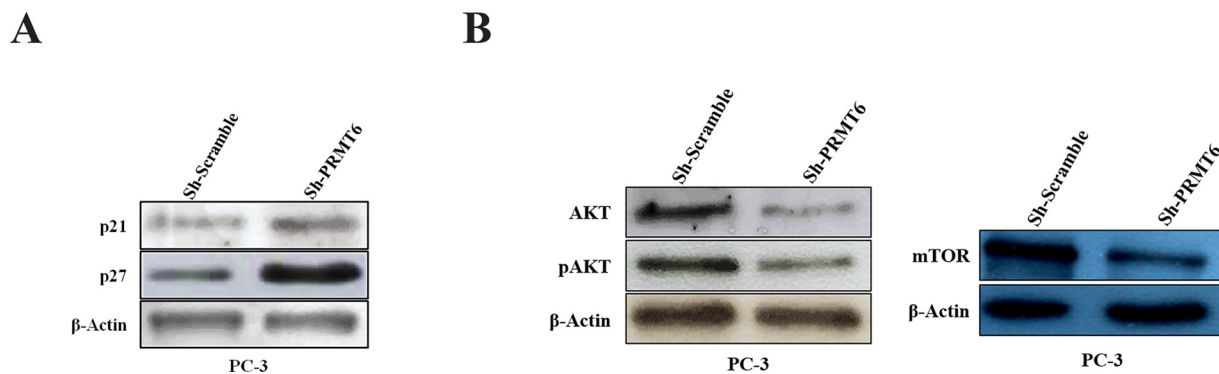 A
B
Sh-Scramble
Sh-PRMT6
p21
p27
β-Actin
PC-3
Sh-Scramble
Sh-PRMT6
AKT
pAKT
β-Actin
PC-3
Sh-Scramble
Sh-PRMT6
mTOR
β-Actin
PC-3